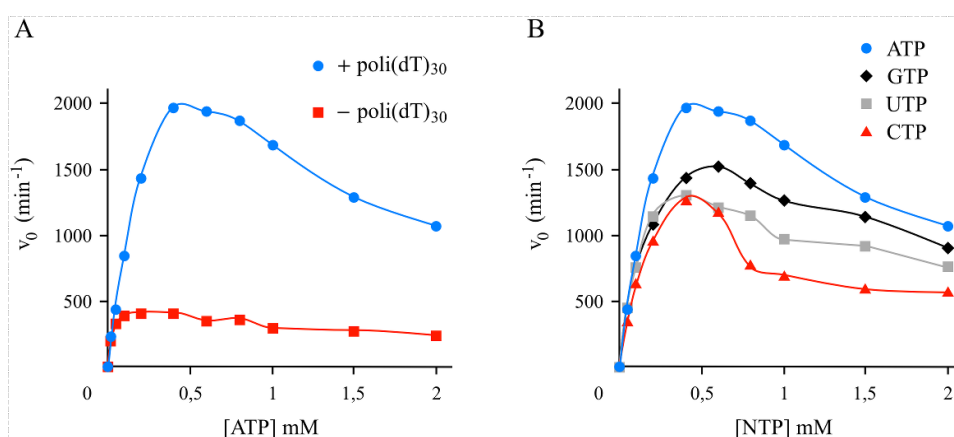 A
+ poli(dT)30
− poli(dT)30
2000
1500
1000
500
0
0,5
1
1,5
2
v0 (min-1)
[ATP] mM
B
ATP
GTP
UTP
CTP
2000
1500
1000
500
0
0,5
1
1,5
2
v0 (min-1)
[NTP] mM